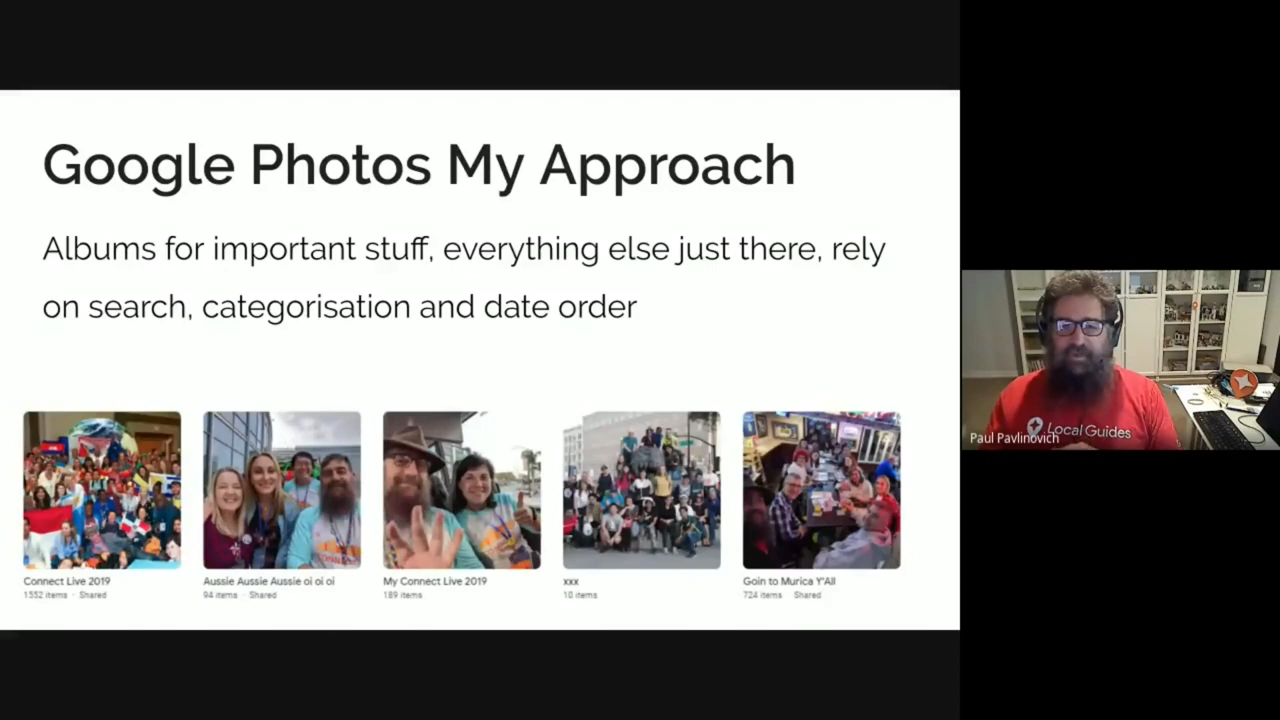 Google Photos My Approach
Albums for important stuff, everything else just there, rely
on search, categorisation and date order
Connect Live 2019
1552 items · Shared
Aussie Aussie Aussie oi oi oi
94 items · Shared
My Connect Live 2019
189 items
xxx
10 items
Goin to Murica Y'All
724 items Shared
Local Guides
Paul Pavlinovich